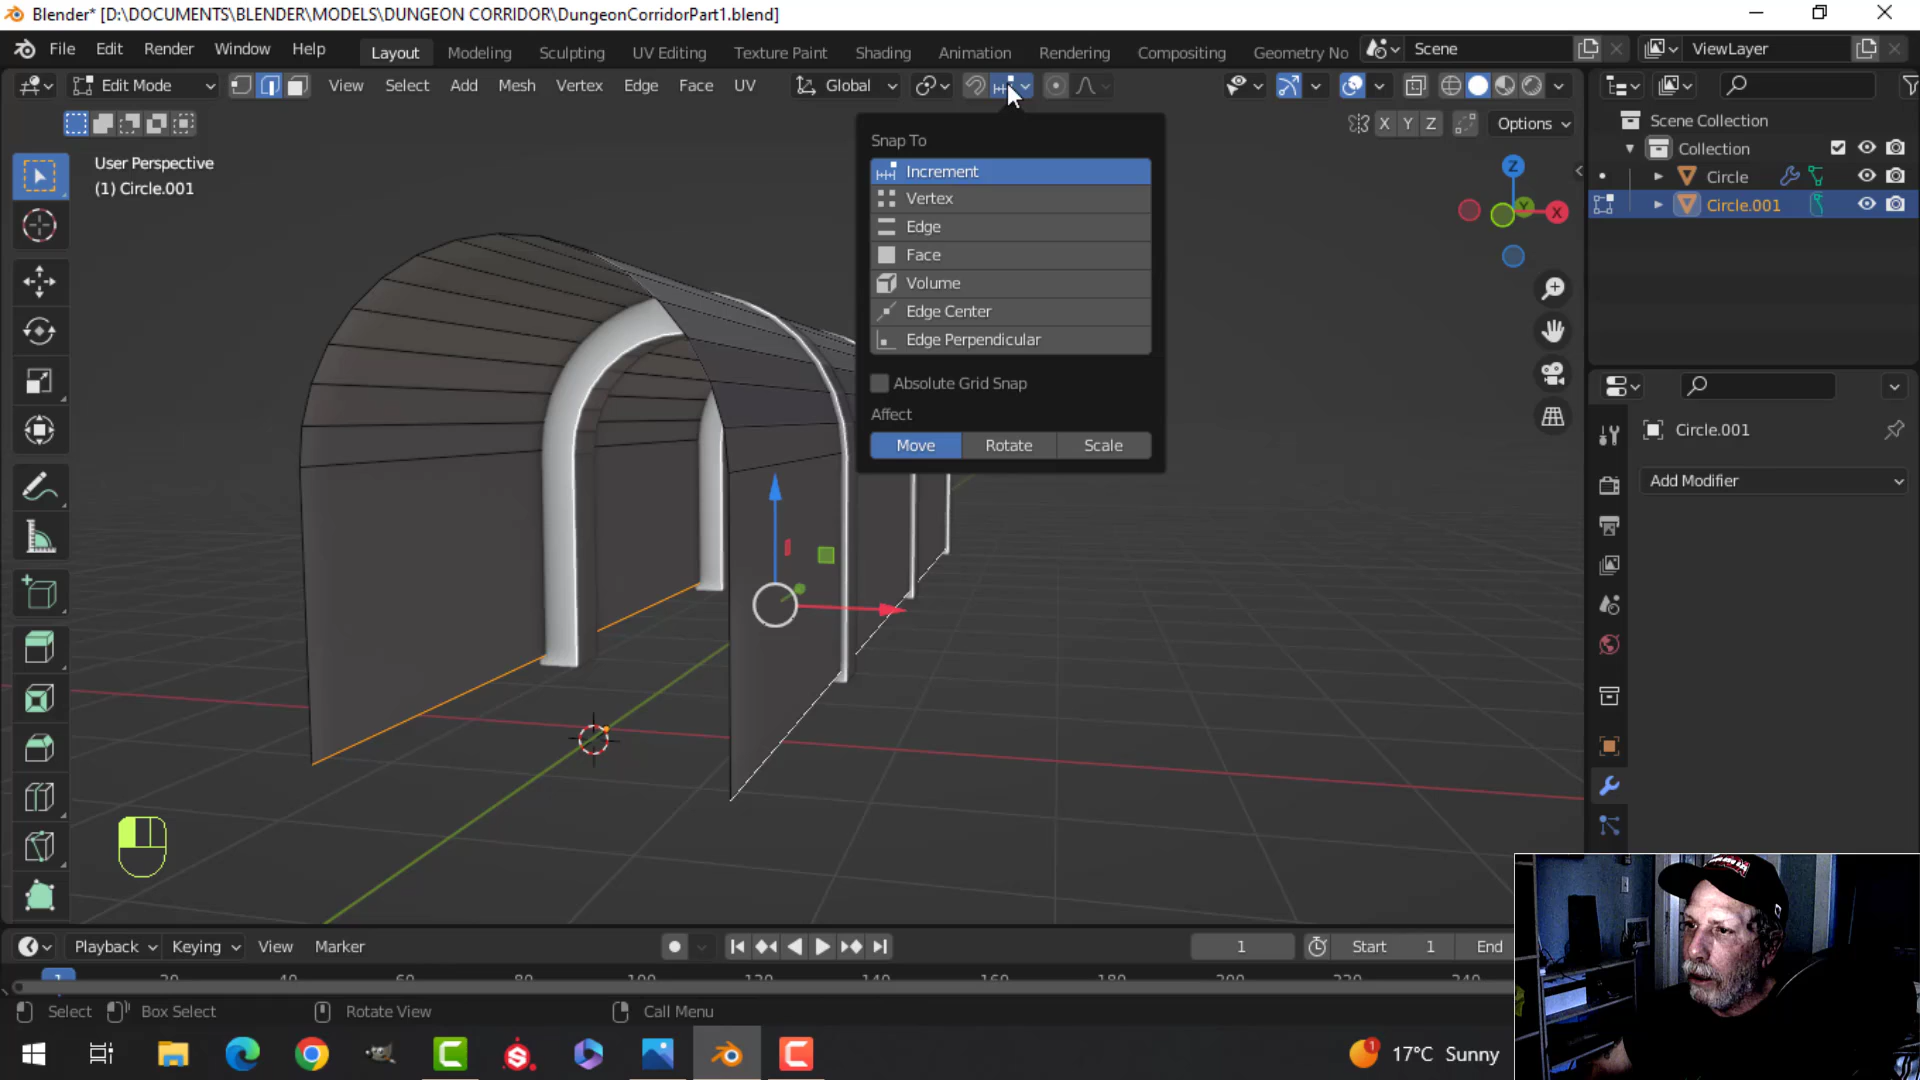 Blender* [D:\DOCUMENTS\BLENDER\MODELS\DUNGEON CORRIDOR\DungeonCorridorPart1.blend]
File Edit Render Window Help Layout Modeling Sculpting UV Editing Texture Paint Shading Animation Rendering Compositing Geometry No Scene ViewLayer
Edit Mode View Select Add Mesh Vertex Edge Face UV Global
X Y Z Options
User Perspective
(1) Circle.001
Snap To
Increment
Vertex
Edge
Face
Volume
Edge Center
Edge Perpendicular
Absolute Grid Snap
Affect
Move Rotate Scale
Z
Y
X
Scene Collection
Collection
Circle
Circle.001
Circle.001
Add Modifier
Playback Keying View Marker 1 Start 1 End
1
Select Box Select Rotate View Call Menu
17°C Sunny